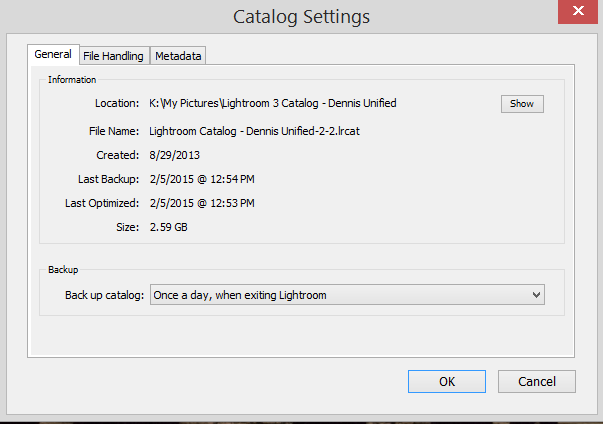 Catalog Settings
General File Handling Metadata
Information
Location: K:\My Pictures\Lightroom 3 Catalog - Dennis Unified Show
File Name: Lightroom Catalog - Dennis Unified-2-2.lrcat
Created: 8/29/2013
Last Backup: 2/5/2015 @ 12:54 PM
Last Optimized: 2/5/2015 @ 12:53 PM
Size: 2.59 GB
Backup
Back up catalog: Once a day, when exiting Lightroom
OK Cancel